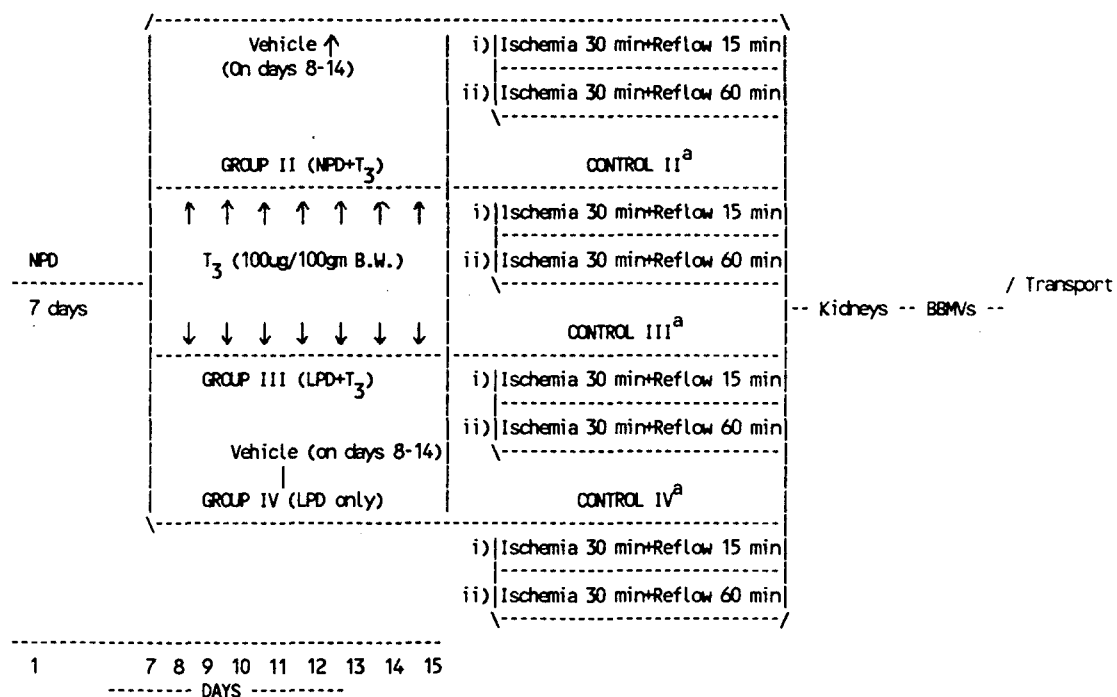 Vehicle ↑
(On days 8-14)
i) Ischemia 30 min+Reflow 15 min
ii) Ischemia 30 min+Reflow 60 min
GROUP II (NPD+T3)
CONTROL IIa
↑ ↑ ↑ ↑ ↑ ↑ ↑
i) Ischemia 30 min+Reflow 15 min
NPD
T3 (100ug/100gm B.W.)
ii) Ischemia 30 min+Reflow 60 min
/ Transport
7 days
-- Kidneys -- BBMVs --
↓ ↓ ↓ ↓ ↓ ↓ ↓
CONTROL IIIa
GROUP III (LPD+T3)
i) Ischemia 30 min+Reflow 15 min
ii) Ischemia 30 min+Reflow 60 min
Vehicle (on days 8-14)
GROUP IV (LPD only)
CONTROL IVa
i) Ischemia 30 min+Reflow 15 min
ii) Ischemia 30 min+Reflow 60 min
1 7 8 9 10 11 12 13 14 15
-------- DAYS ----------